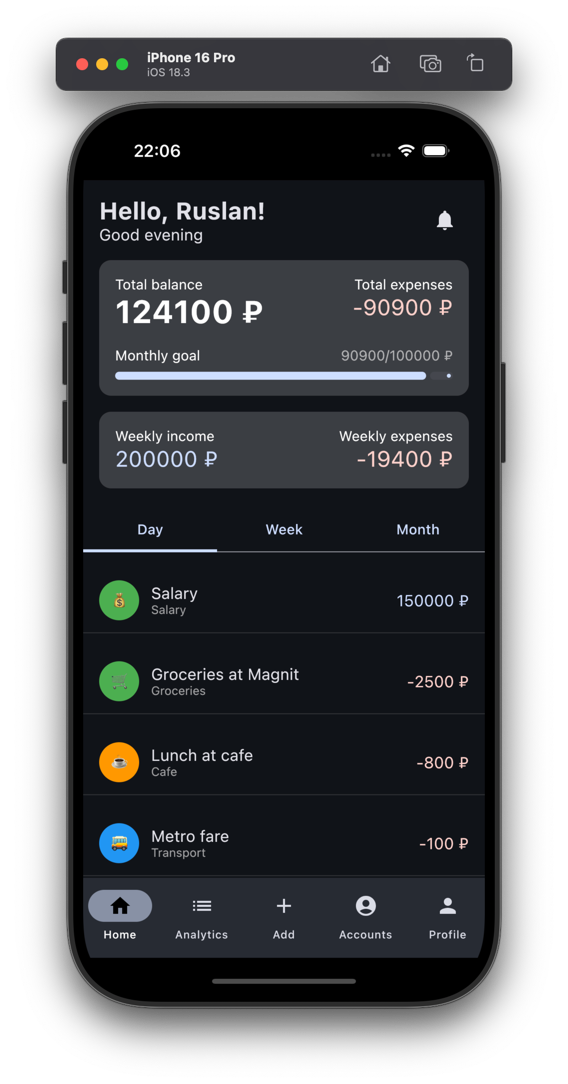 iPhone 16 Pro
iOS 18.3
22:06
Hello, Ruslan!
Good evening
Total balance Total expenses
124100 ₽ -90900 ₽
Monthly goal 90900/100000 ₽
Weekly income Weekly expenses
200000 ₽ -19400 ₽
Day Week Month
Salary
Salary
150000 ₽
Groceries at Magnit
Groceries
-2500 ₽
Lunch at cafe
Cafe
-800 ₽
Metro fare
Transport
-100 ₽
Home Analytics Add Accounts Profile